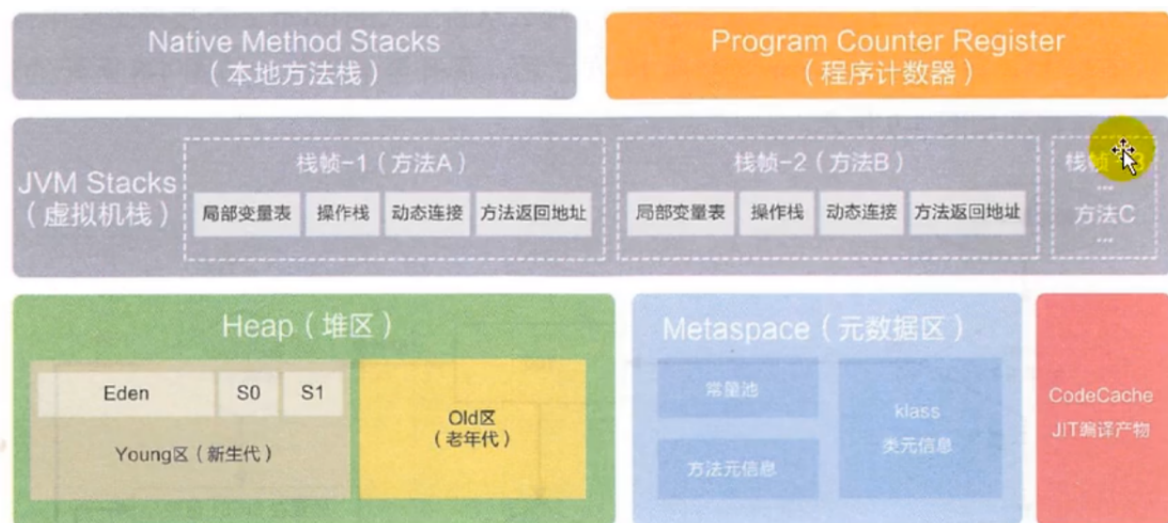 Native Method Stacks
（本地方法栈）
Program Counter Register
（程序计数器）
JVM Stacks
（虚拟机栈）
栈帧-1（方法A）
局部变量表
操作栈
动态连接
方法返回地址
栈帧-2（方法B）
局部变量表
操作栈
动态连接
方法返回地址
栈帧-3
...
方法C
...
Heap（堆区）
Eden
S0
S1
Young区（新生代）
Old区
（老年代）
Metaspace（元数据区）
常量池
方法元信息
klass
类元信息
CodeCache
JIT编译产物